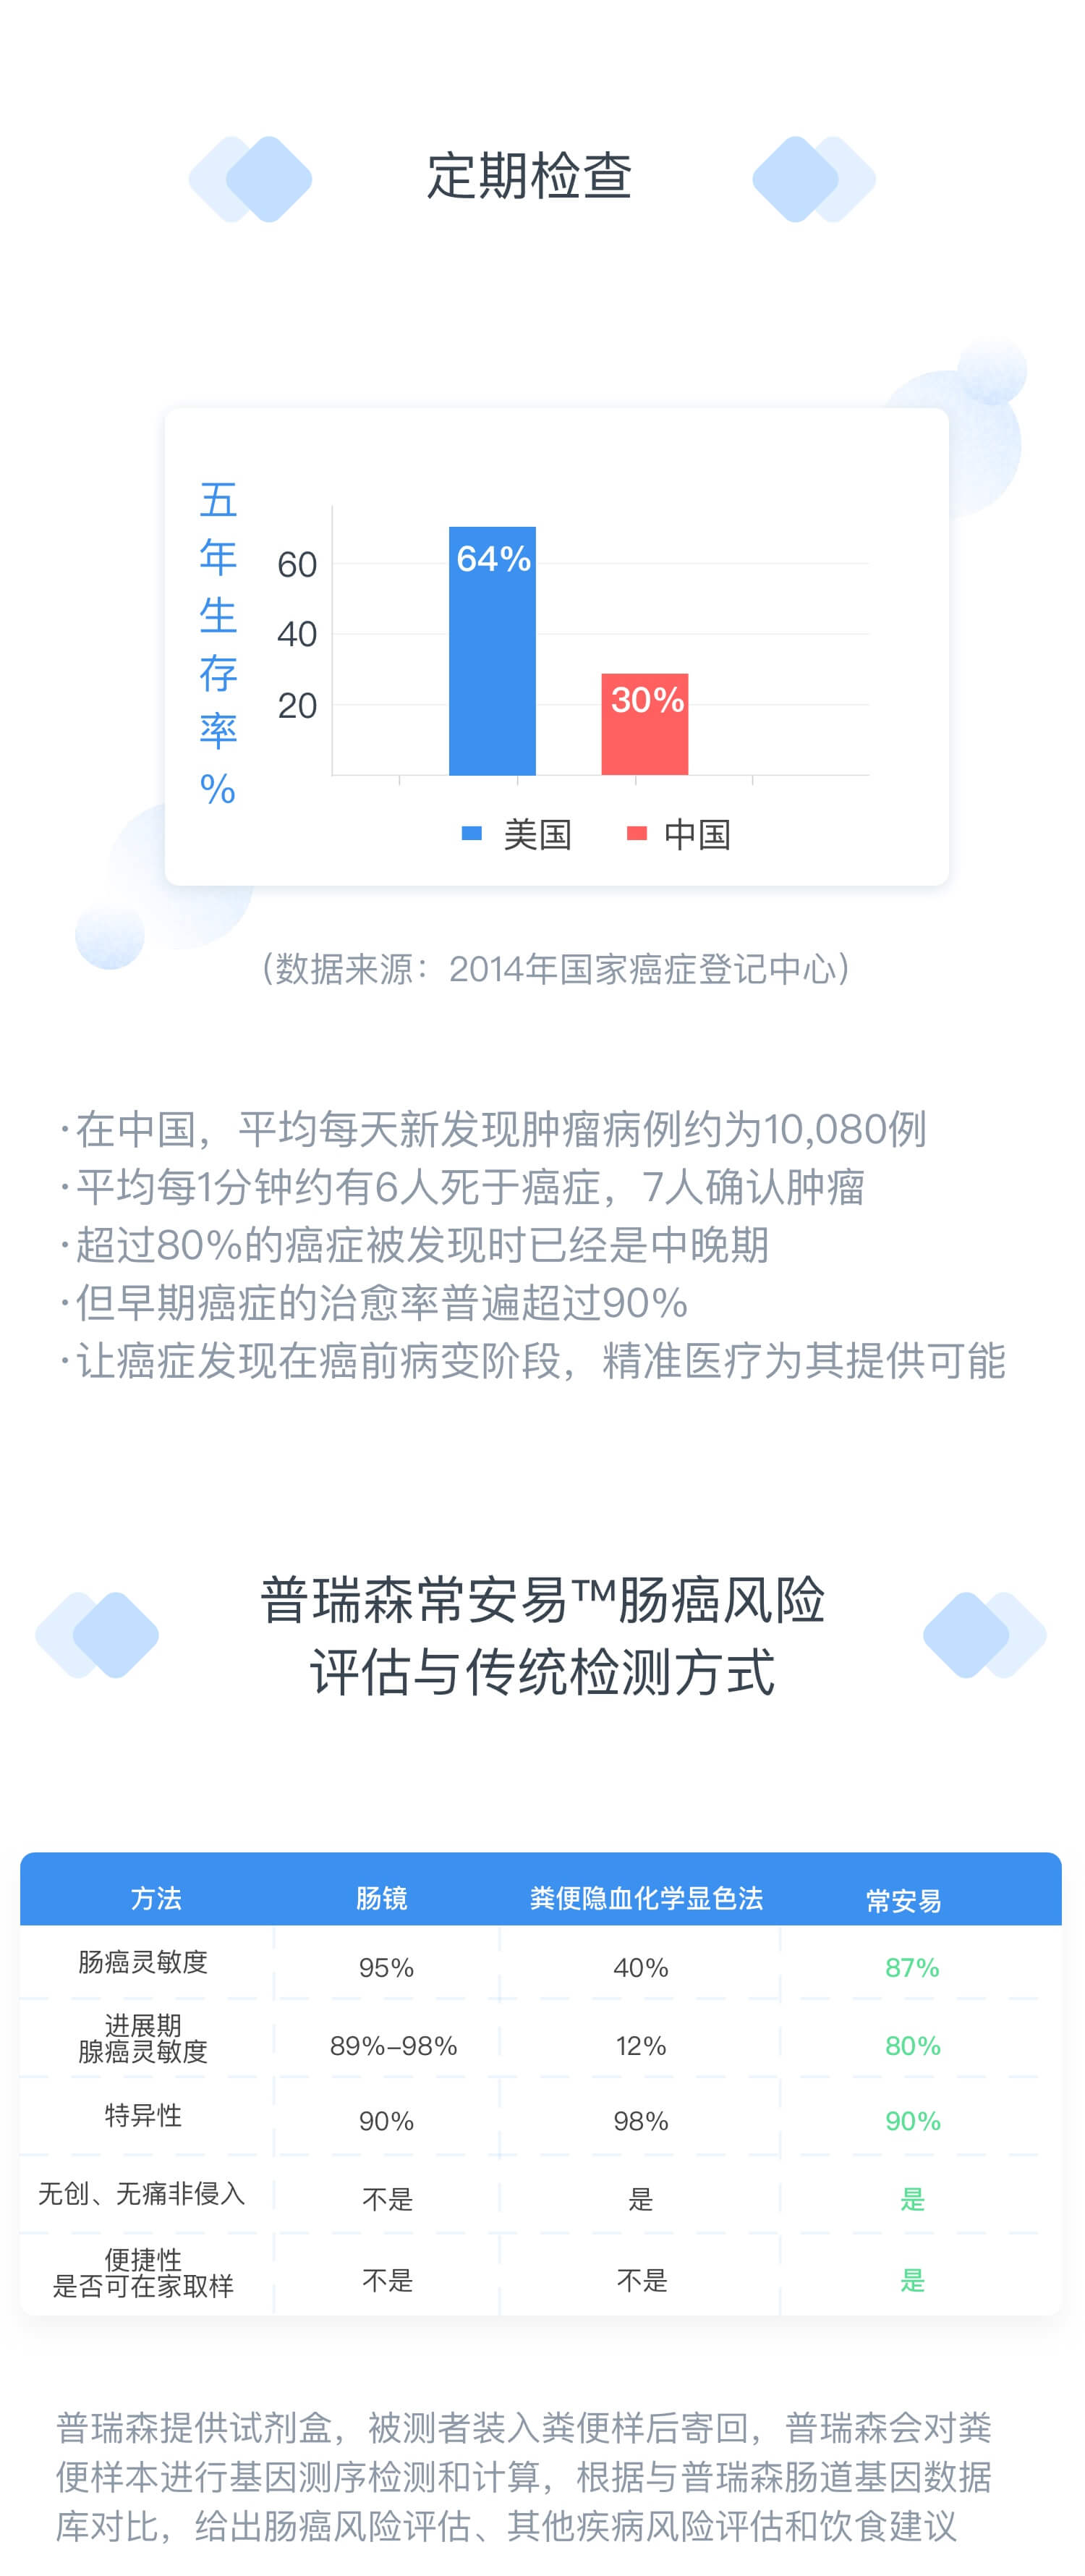 定期检查
五年生存率%
60
40
20
64%
30%
美国 中国
（数据来源：2014年国家癌症登记中心）
·在中国，平均每天新发现肿瘤病例约为10,080例
·平均每1分钟约有6人死于癌症，7人确认肿瘤
·超过80%的癌症被发现时已经是中晚期
·但早期癌症的治愈率普遍超过90%
·让癌症发现在癌前病变阶段，精准医疗为其提供可能
普瑞森常安易™肠癌风险
评估与传统检测方式
方法 肠镜 粪便隐血化学显色法 常安易
肠癌灵敏度 95% 40% 87%
进展期
腺癌灵敏度 89%–98% 12% 80%
特异性 90% 98% 90%
无创、无痛非侵入 不是 是 是
便捷性
是否可在家取样 不是 不是 是
普瑞森提供试剂盒，被测者装入粪便样后寄回，普瑞森会对粪
便样本进行基因测序检测和计算，根据与普瑞森肠道基因数据
库对比，给出肠癌风险评估、其他疾病风险评估和饮食建议